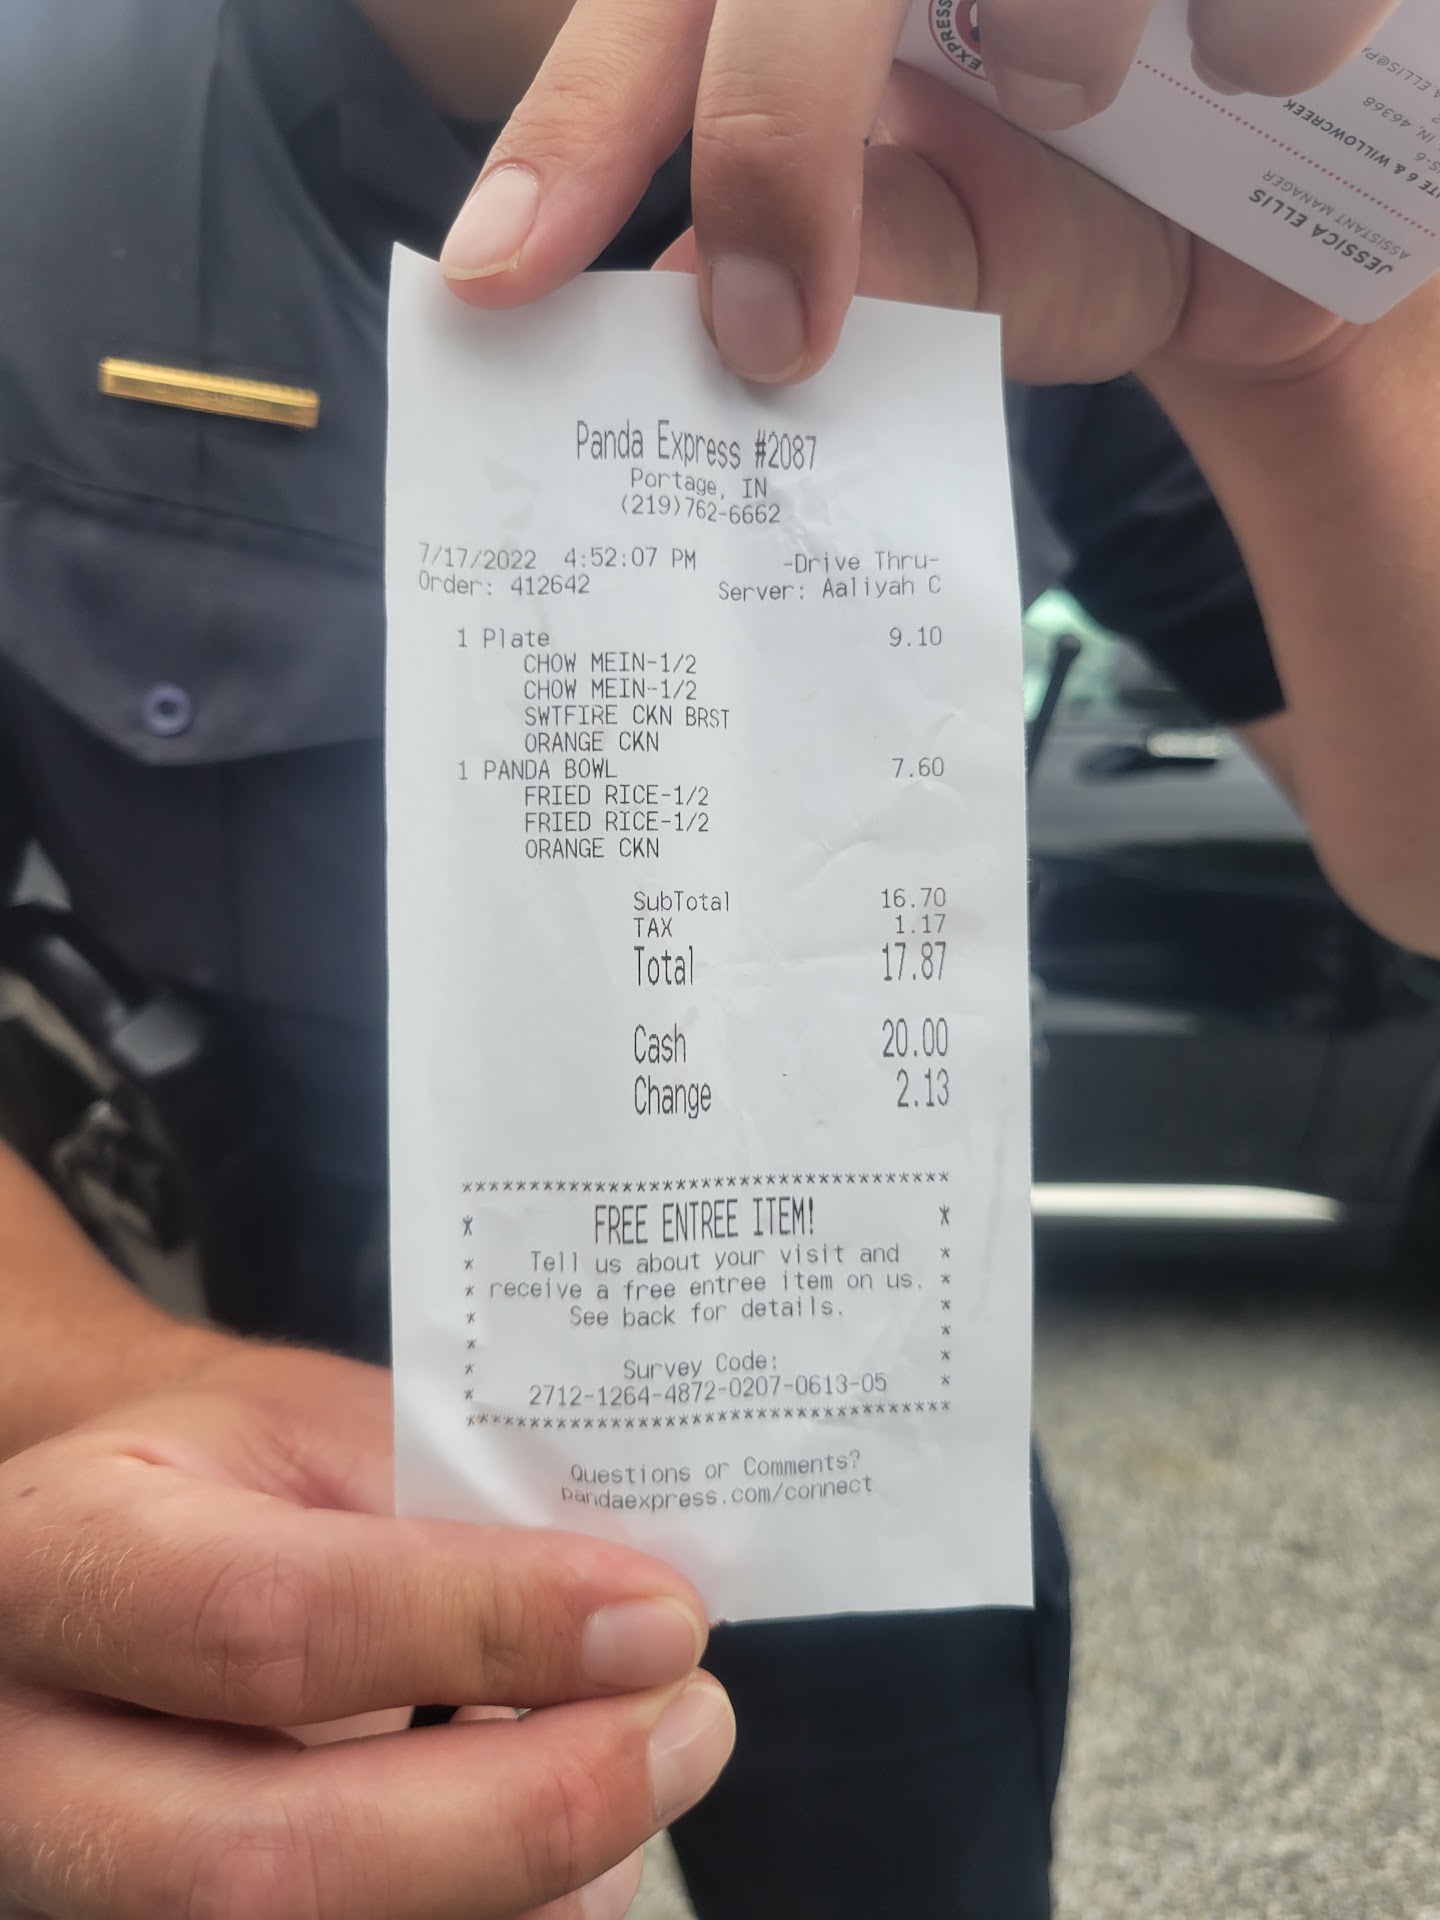 EXPRESS
JESSICA ELLIS
ASSISTANT MANAGER
6 & WILLOWCREEK
IN, 46368
Panda Express #2087
Portage, IN
(219)762-6662
7/17/2022 4:52:07 PM -Drive Thru-
Order: 412642 Server: Aaliyah C
1 Plate 9.10
CHOW MEIN-1/2
CHOW MEIN-1/2
SWTFIRE CKN BRST
ORANGE CKN
1 PANDA BOWL 7.60
FRIED RICE-1/2
FRIED RICE-1/2
ORANGE CKN
SubTotal 16.70
TAX 1.17
Total 17.87
Cash 20.00
Change 2.13
************************************
* FREE ENTREE ITEM! *
* Tell us about your visit and *
* receive a free entree item on us. *
* See back for details. *
* *
* Survey Code: *
* 2712-1264-4872-0207-0613-05 *
************************************
Questions or Comments?
pandaexpress.com/connect